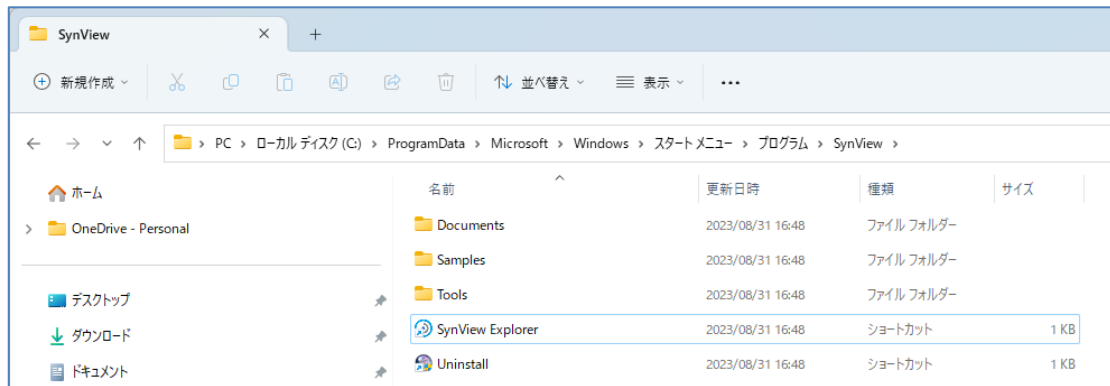 SynView
新規作成 並べ替え 表示
PC > ローカル ディスク (C:) > ProgramData > Microsoft > Windows > スタート メニュー > プログラム > SynView >
ホーム
OneDrive - Personal
デスクトップ
ダウンロード
ドキュメント
名前 更新日時 種類 サイズ
Documents 2023/08/31 16:48 ファイル フォルダー
Samples 2023/08/31 16:48 ファイル フォルダー
Tools 2023/08/31 16:48 ファイル フォルダー
SynView Explorer 2023/08/31 16:48 ショートカット 1 KB
Uninstall 2023/08/31 16:48 ショートカット 1 KB